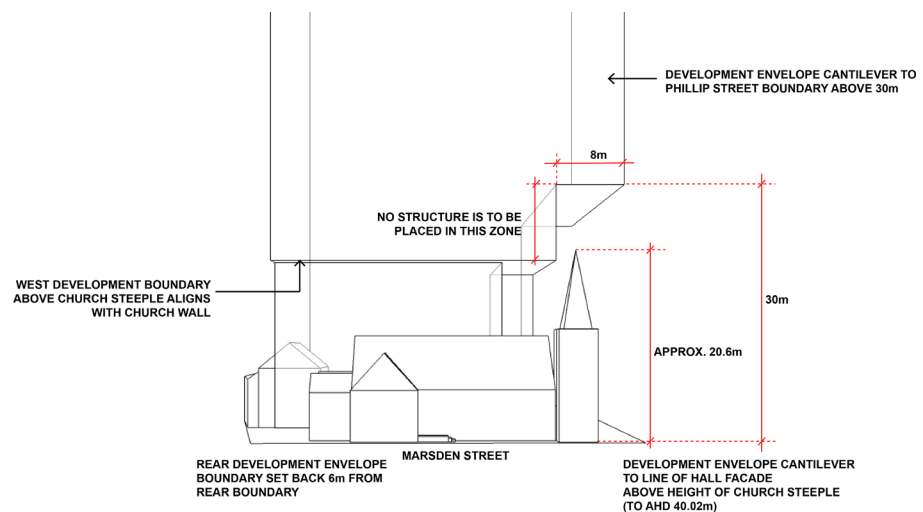 DEVELOPMENT ENVELOPE CANTILEVER TO
PHILLIP STREET BOUNDARY ABOVE 30m
8m
NO STRUCTURE IS TO BE
PLACED IN THIS ZONE
WEST DEVELOPMENT BOUNDARY
ABOVE CHURCH STEEPLE ALIGNS
WITH CHURCH WALL
30m
APPROX. 20.6m
MARSDEN STREET
REAR DEVELOPMENT ENVELOPE
BOUNDARY SET BACK 6m FROM
REAR BOUNDARY
DEVELOPMENT ENVELOPE CANTILEVER
TO LINE OF HALL FACADE
ABOVE HEIGHT OF CHURCH STEEPLE
(TO AHD 40.02m)